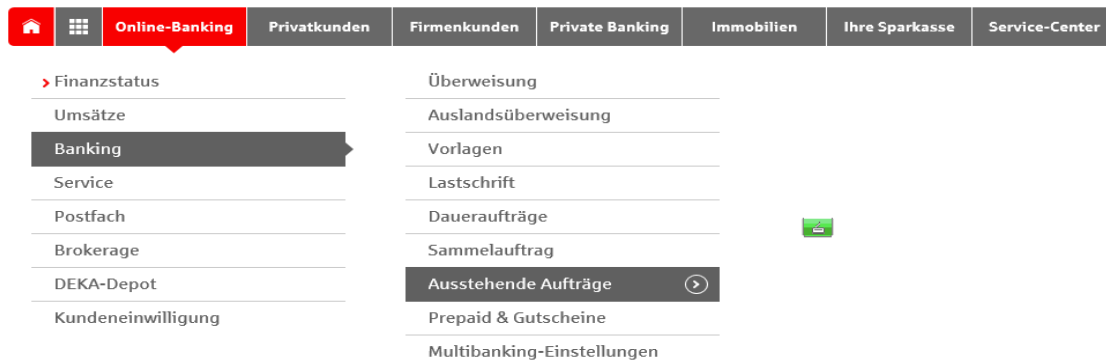 Online-Banking Privatkunden Firmenkunden Private Banking Immobilien Ihre Sparkasse Service-Center
Finanzstatus
Umsätze
Banking
Service
Postfach
Brokerage
DEKA-Depot
Kundeneinwilligung
Überweisung
Auslandsüberweisung
Vorlagen
Lastschrift
Daueraufträge
Sammelauftrag
Ausstehende Aufträge
Prepaid & Gutscheine
Multibanking-Einstellungen